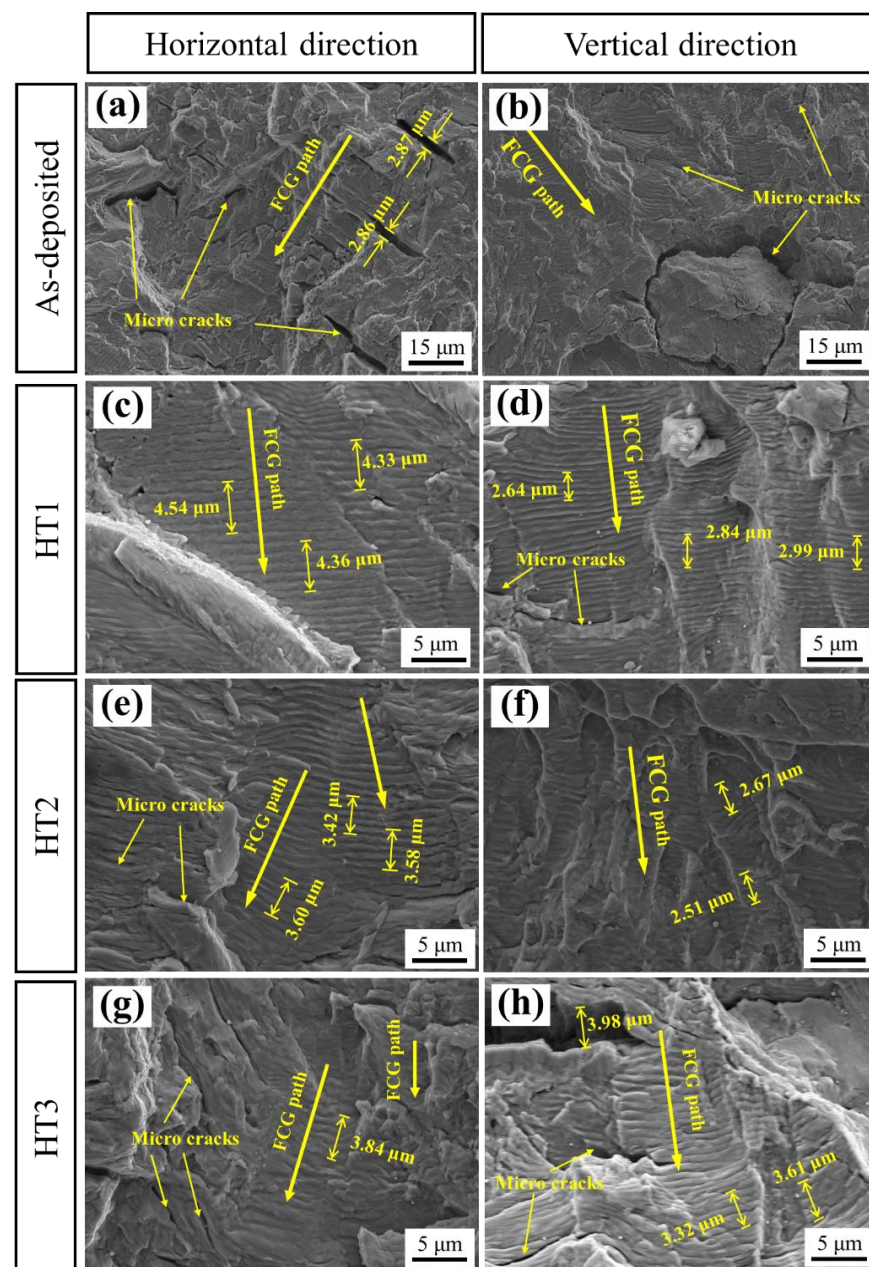 Horizontal direction
Vertical direction
As-deposited
(a)
FCG path
2.87 μm
2.86 μm
Micro cracks
15 μm
(b)
FCG path
Micro cracks
15 μm
HT1
(c)
FCG path
4.33 μm
4.54 μm
4.36 μm
5 μm
(d)
FCG path
2.64 μm
2.84 μm
2.99 μm
Micro cracks
5 μm
HT2
(e)
Micro cracks
FCG path
3.42 μm
3.58 μm
3.60 μm
5 μm
(f)
FCG path
2.67 μm
2.51 μm
5 μm
HT3
(g)
FCG path
FCG path
Micro cracks
3.84 μm
5 μm
(h)
3.98 μm
FCG path
Micro cracks
3.61 μm
3.32 μm
5 μm